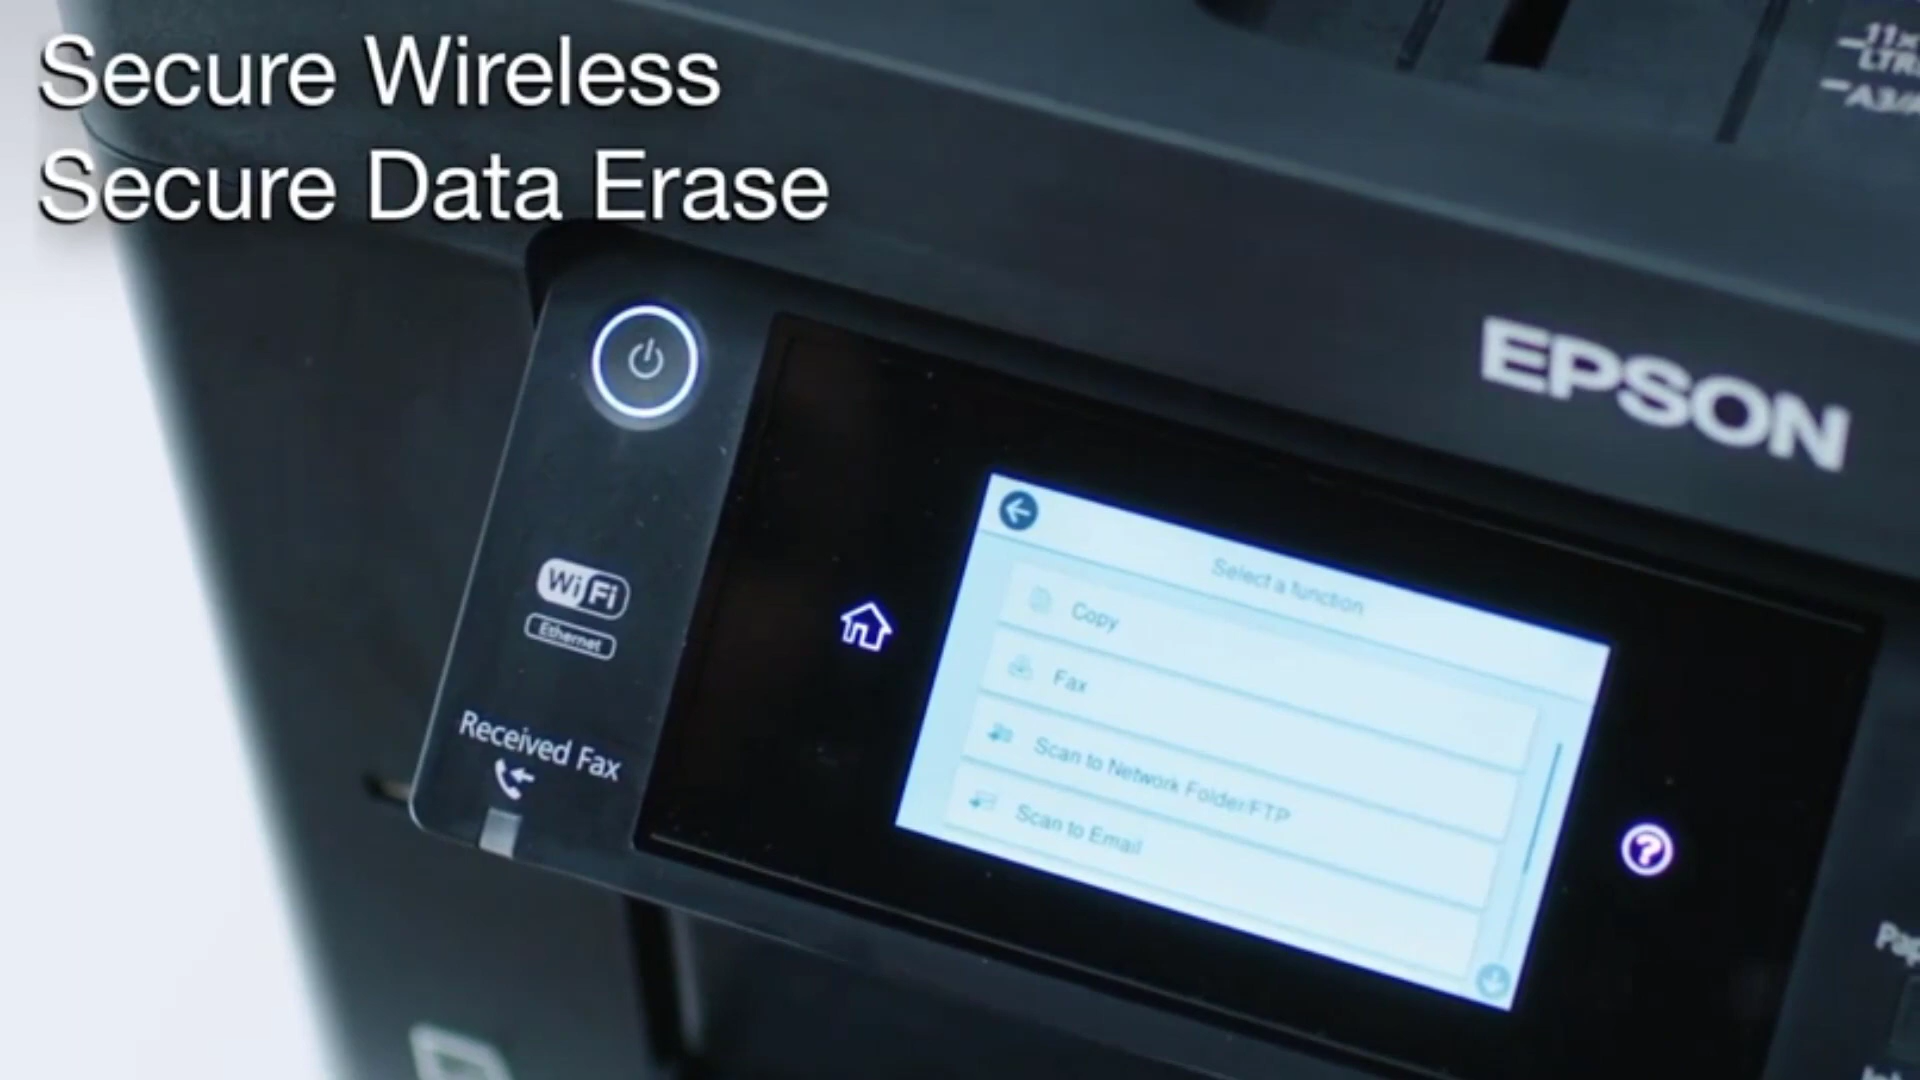 Secure Wireless
Secure Data Erase
EPSON
WiFi
Ethernet
Received Fax
Select a function
Copy
Fax
Scan to Network Folder/FTP
Scan to Email